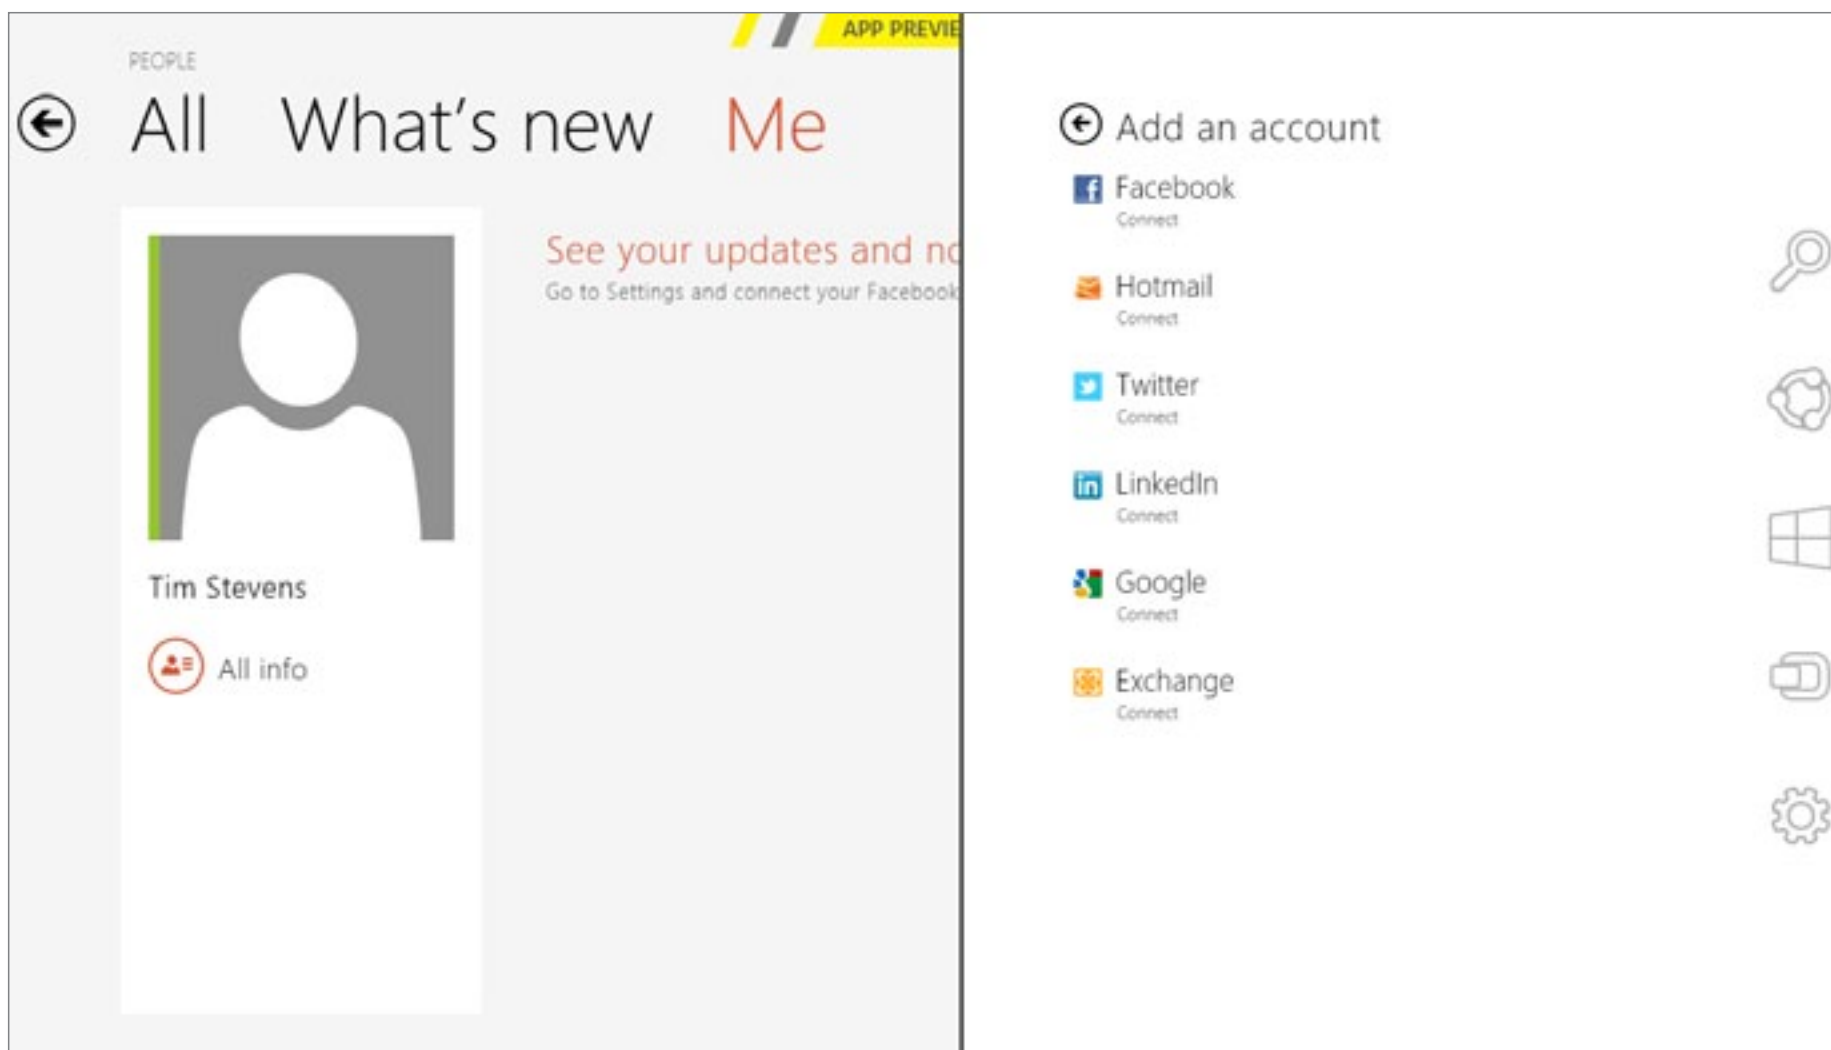 APP PREVIE
PEOPLE
All What's new Me
See your updates and no
Go to Settings and connect your Facebook
Tim Stevens
All info
Add an account
Facebook
Connect
Hotmail
Connect
Twitter
Connect
LinkedIn
Connect
Google
Connect
Exchange
Connect